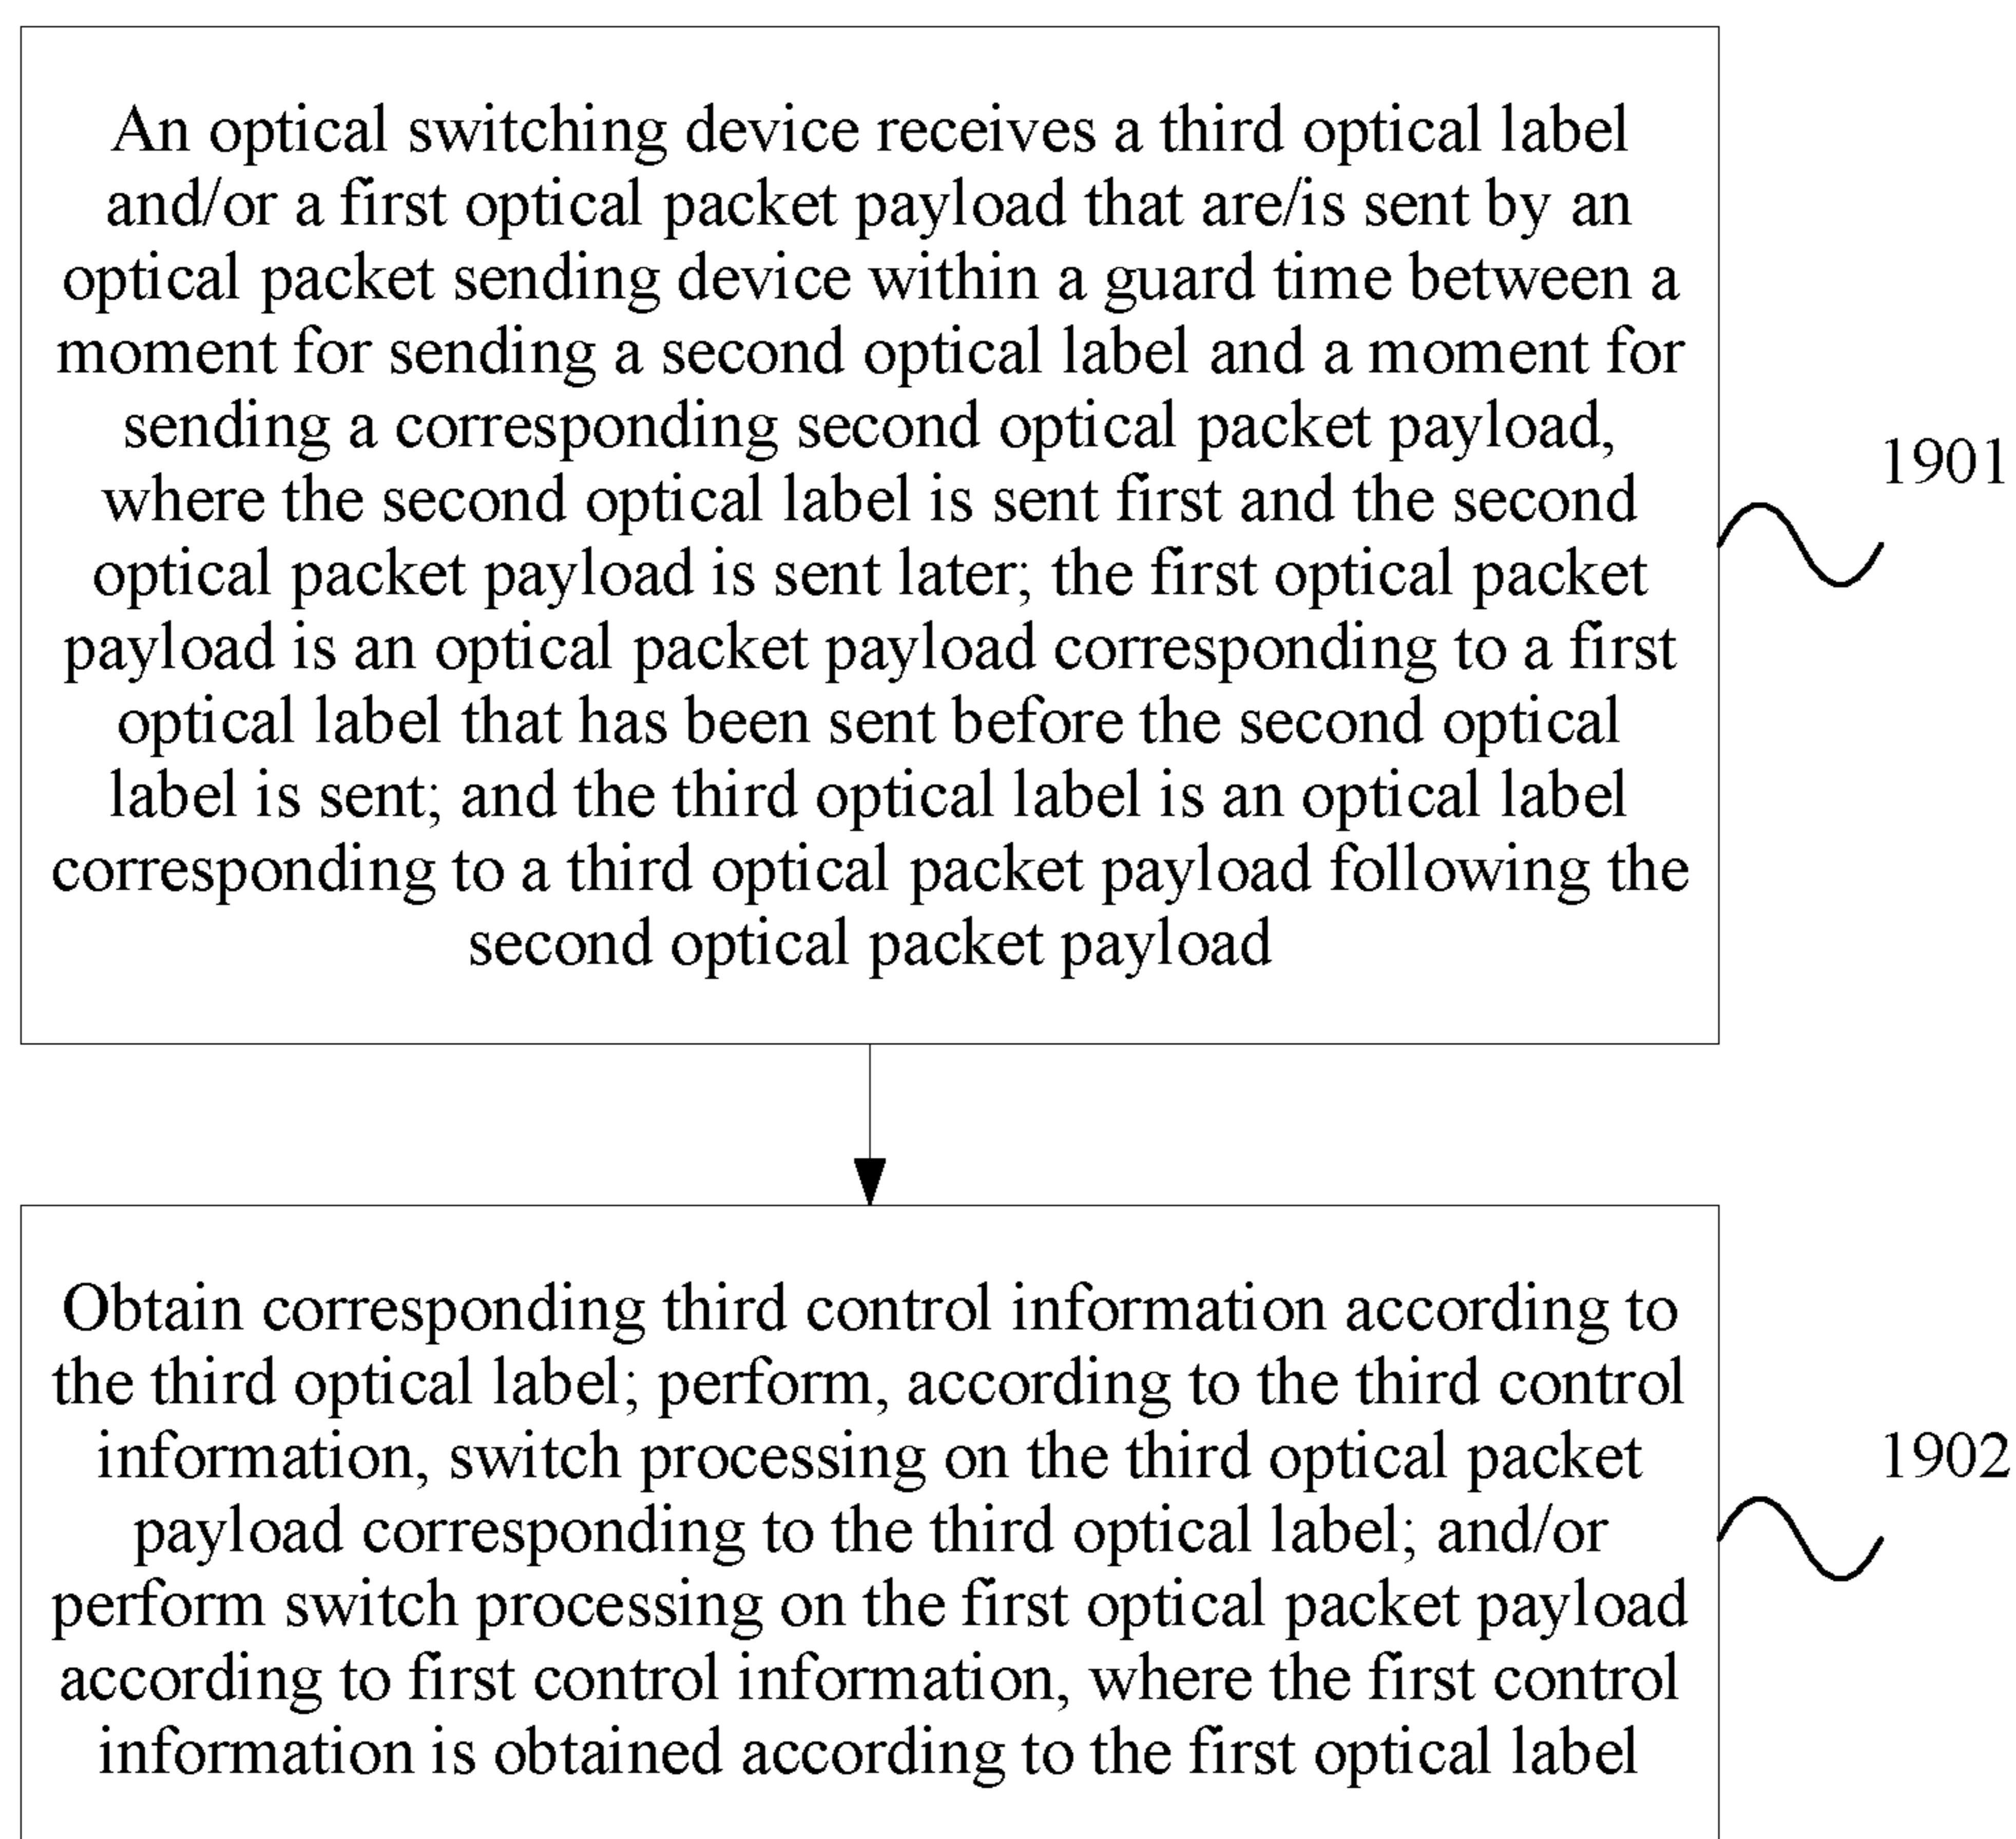 An optical switching device receives a third optical label
and/or a first optical packet payload that are/is sent by an
optical packet sending device within a guard time between a
moment for sending a second optical label and a moment for
sending a corresponding second optical packet payload,
where the second optical label is sent first and the second
optical packet payload is sent later; the first optical packet
payload is an optical packet payload corresponding to a first
optical label that has been sent before the second optical
label is sent; and the third optical label is an optical label
corresponding to a third optical packet payload following the
second optical packet payload
1901
Obtain corresponding third control information according to
the third optical label; perform, according to the third control
information, switch processing on the third optical packet
payload corresponding to the third optical label; and/or
perform switch processing on the first optical packet payload
according to first control information, where the first control
information is obtained according to the first optical label
1902